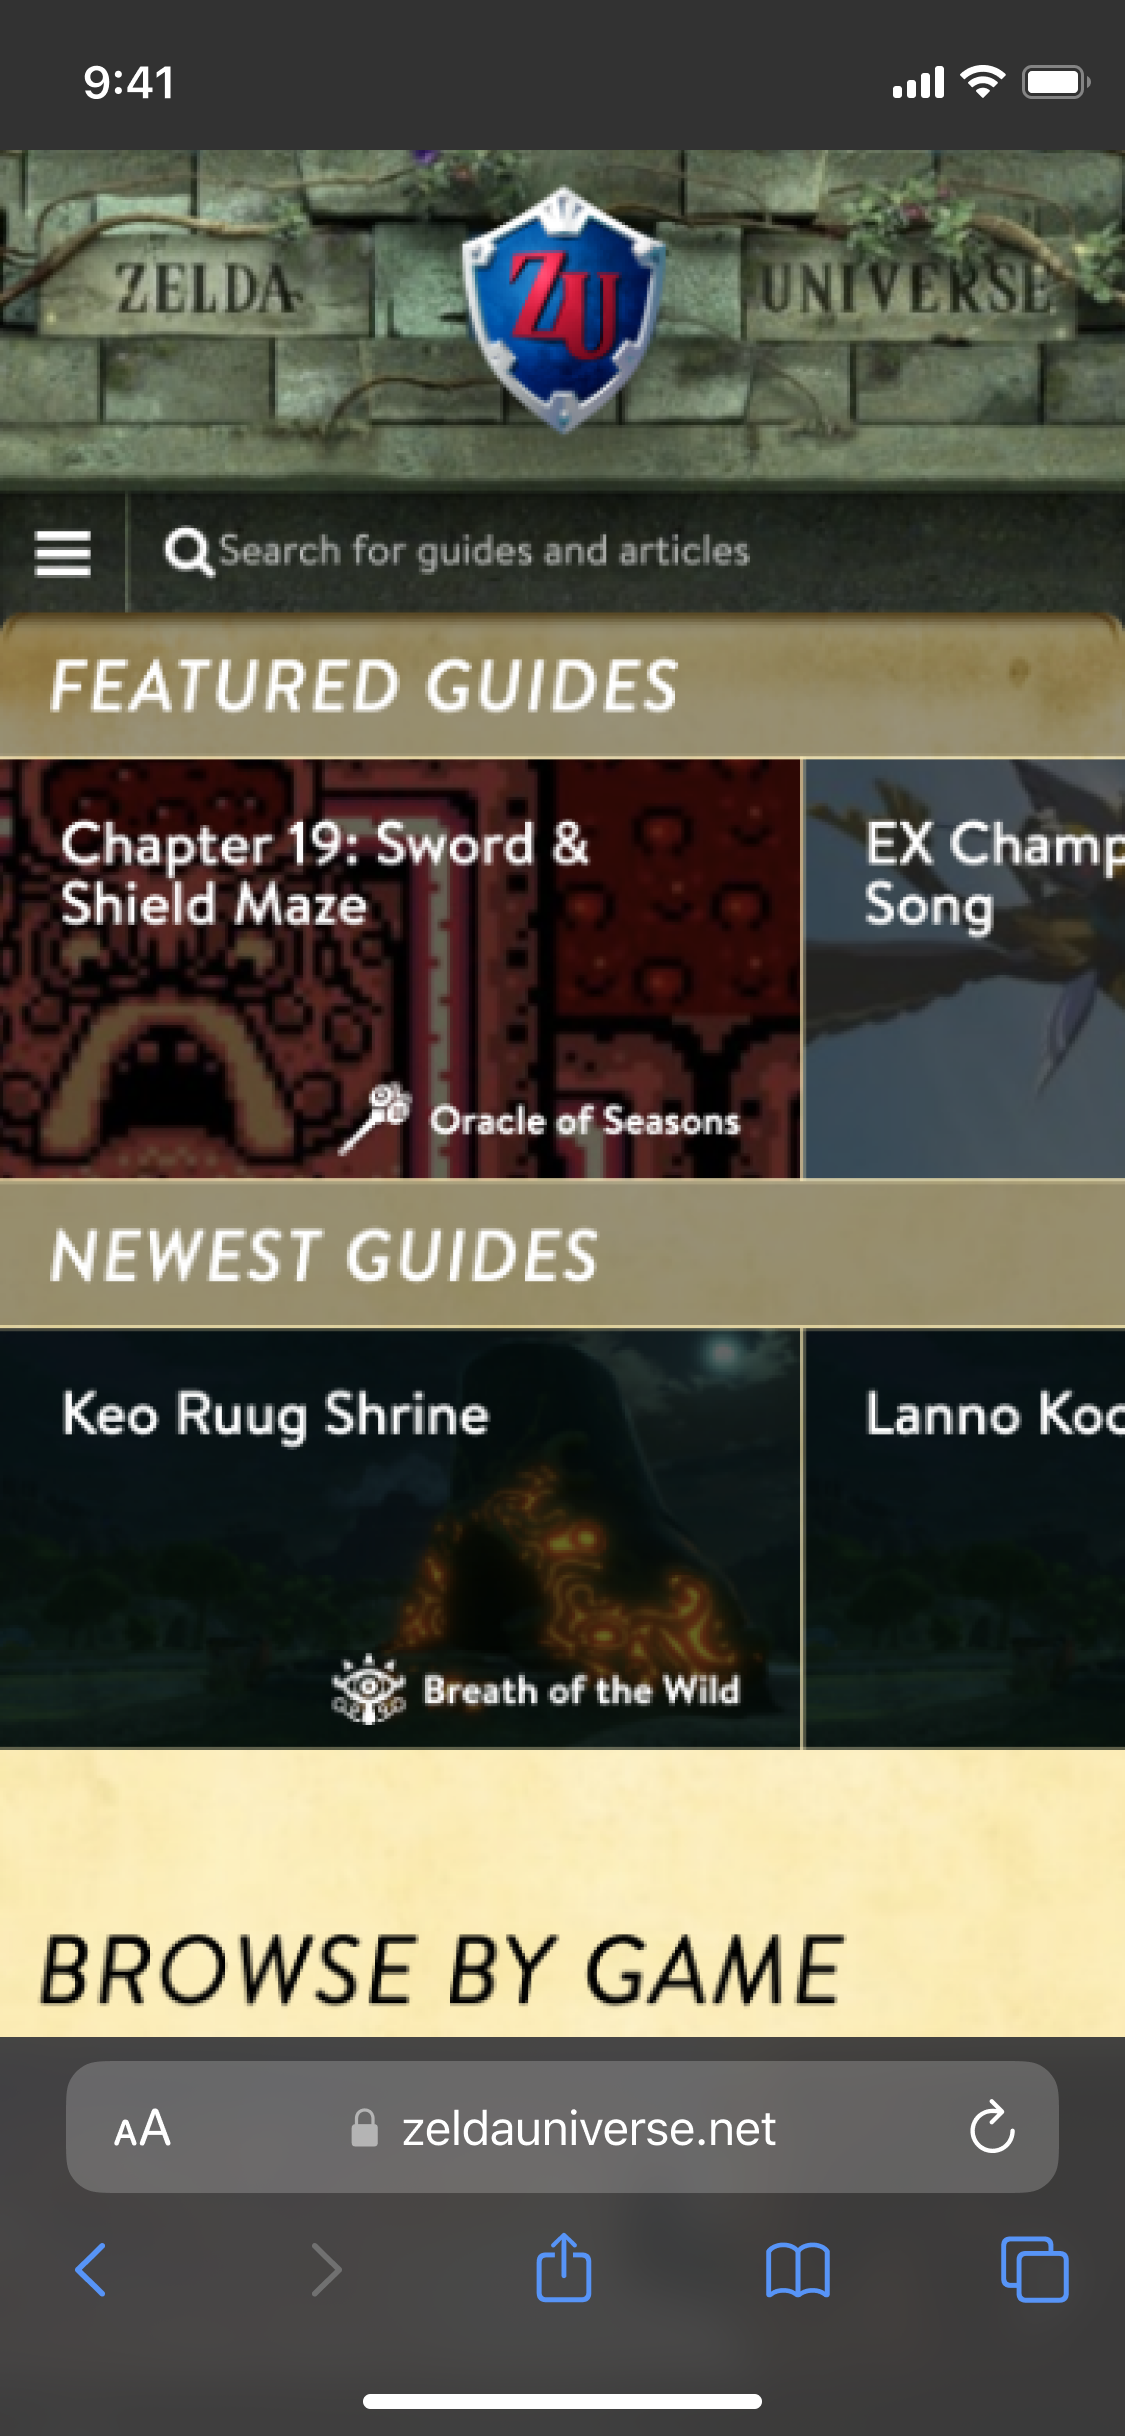 9:41
ZELDA
ZU
UNIVERSE
Search for guides and articles
FEATURED GUIDES
Chapter 19: Sword &
Shield Maze
Oracle of Seasons
EX Champ
Song
NEWEST GUIDES
Keo Ruug Shrine
Breath of the Wild
Lanno Koo
BROWSE BY GAME
AA
zeldauniverse.net